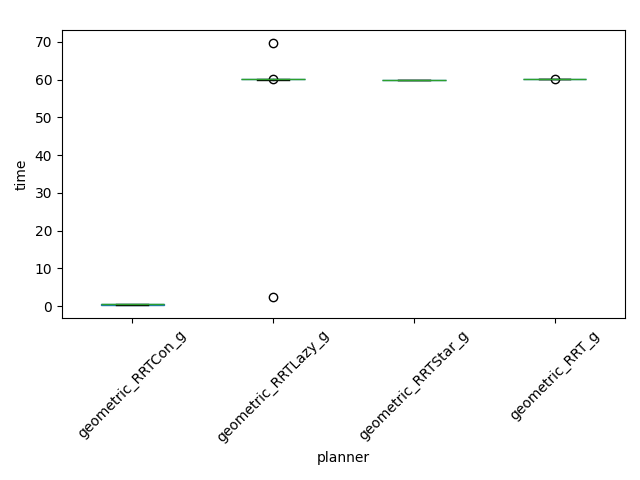 70
60
50
40
30
20
10
0
time
geometric_RRTCon_g
geometric_RRTLazy_g
geometric_RRTStar_g
geometric_RRT_g
planner